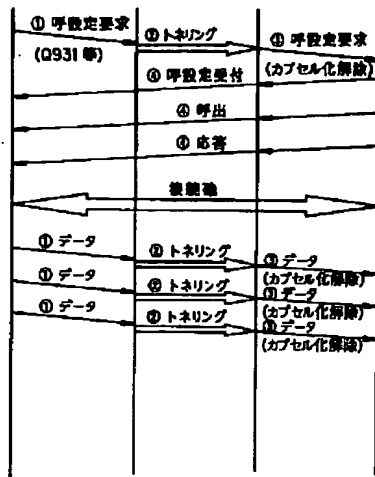 ① 呼設定要求
② トネリング
① 呼設定要求
(Q931 等)
(カプセル化解除)
④ 呼設定受付
④ 呼出
④ 応答
接続確
① データ
② トネリング
③ データ
(カプセル化解除)
① データ
② トネリング
③ データ
(カプセル化解除)
① データ
② トネリング
③ データ
(カプセル化解除)